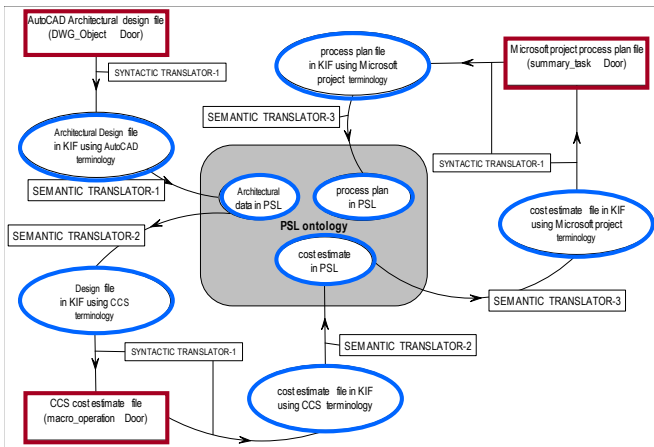 AutoCAD Architectural design file
(DWG_Object Door)
SYNTACTIC TRANSLATOR-1
Architectural Design file
in KIF using AutoCAD
terminology
SEMANTIC TRANSLATOR-1
process plan file
in KIF using Microsoft
project terminology
Microsoft project process plan file
(summary_task Door)
SEMANTIC TRANSLATOR-3
SYNTACTIC TRANSLATOR-1
Architectural
data in PSL
process plan
in PSL
PSL ontology
cost estimate
in PSL
cost estimate file in KIF
using Microsoft project
terminology
SEMANTIC TRANSLATOR-2
Design file
in KIF using CCS
terminology
SEMANTIC TRANSLATOR-3
SYNTACTIC TRANSLATOR-1
SEMANTIC TRANSLATOR-2
CCS cost estimate file
(macro_operation Door)
cost estimate file in KIF
using CCS terminology